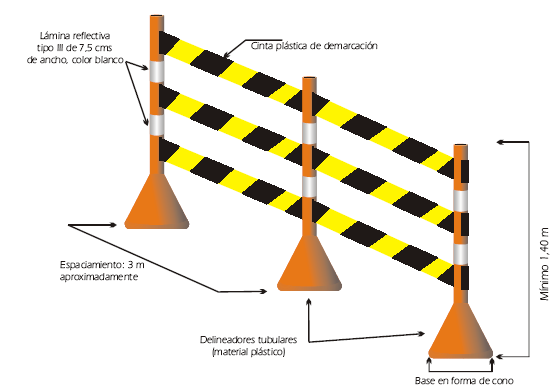 Lámina reflectiva
tipo III de 7,5 cms
de ancho, color blanco
Cinta plástica de demarcación
Espaciamiento: 3 m
aproximadamente
Delineadores tubulares
(material plástico)
Mínimo 1,40 m
Base en forma de cono